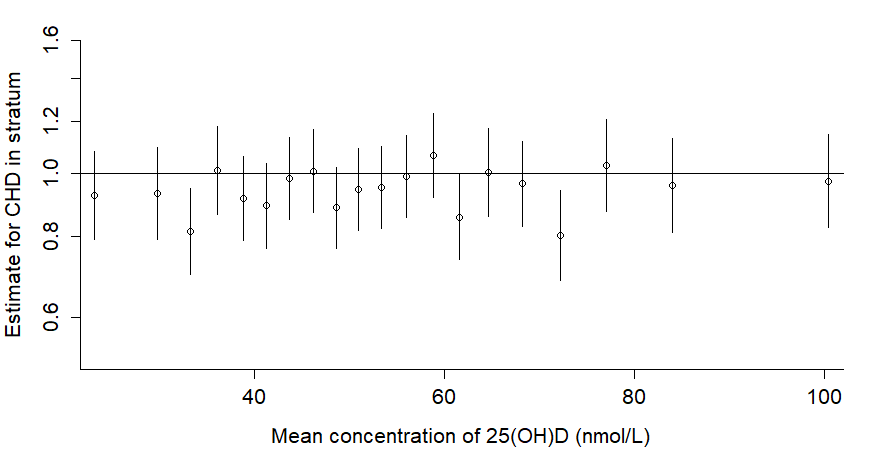 Estimate for CHD in stratum
1.6
1.2
1.0
0.8
0.6
40 60 80 100
Mean concentration of 25(OH)D (nmol/L)